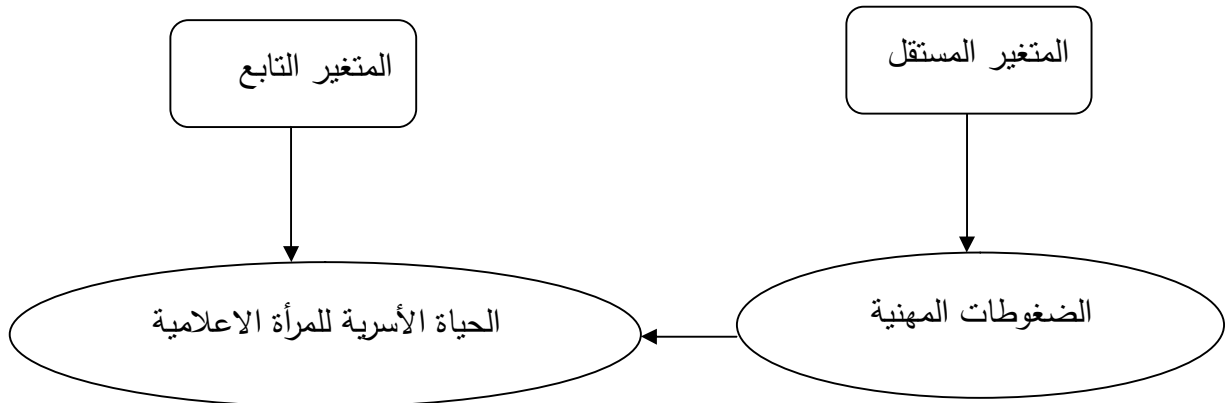 المتغير المستقل
المتغير التابع
الضغوطات المهنية
الحياة الأسرية للمرأة الاعلامية